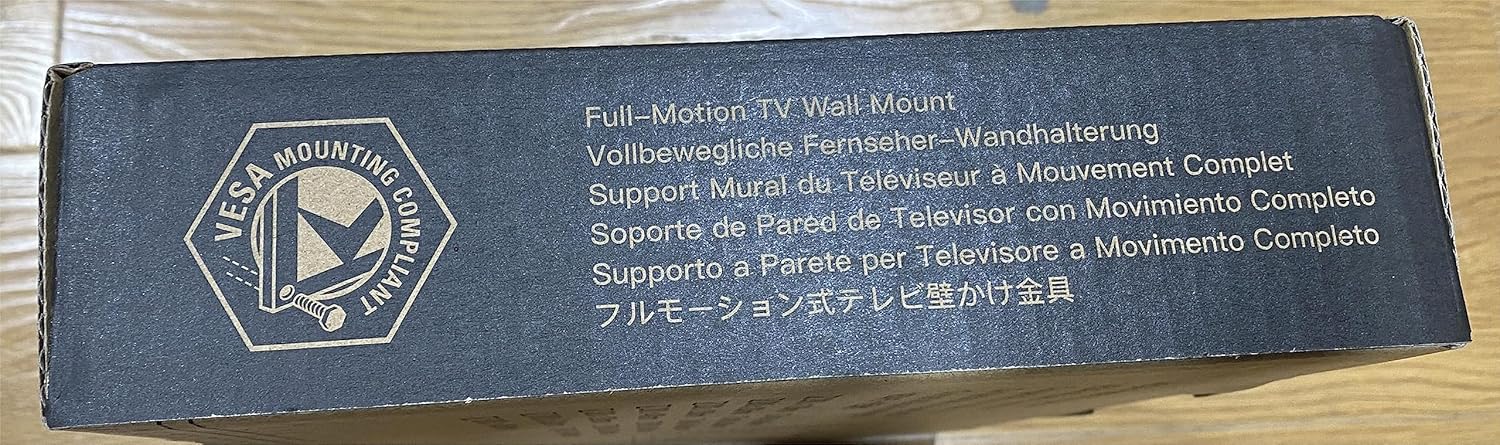 VESA MOUNTING COMPLIANT
Full-Motion TV Wall Mount
Vollbewegliche Fernseher-Wandhalterung
Support Mural du Téléviseur à Mouvement Complet
Soporte de Pared de Televisor con Movimiento Completo
Supporto a Parete per Televisore a Movimento Completo
フルモーション式テレビ壁かけ金具